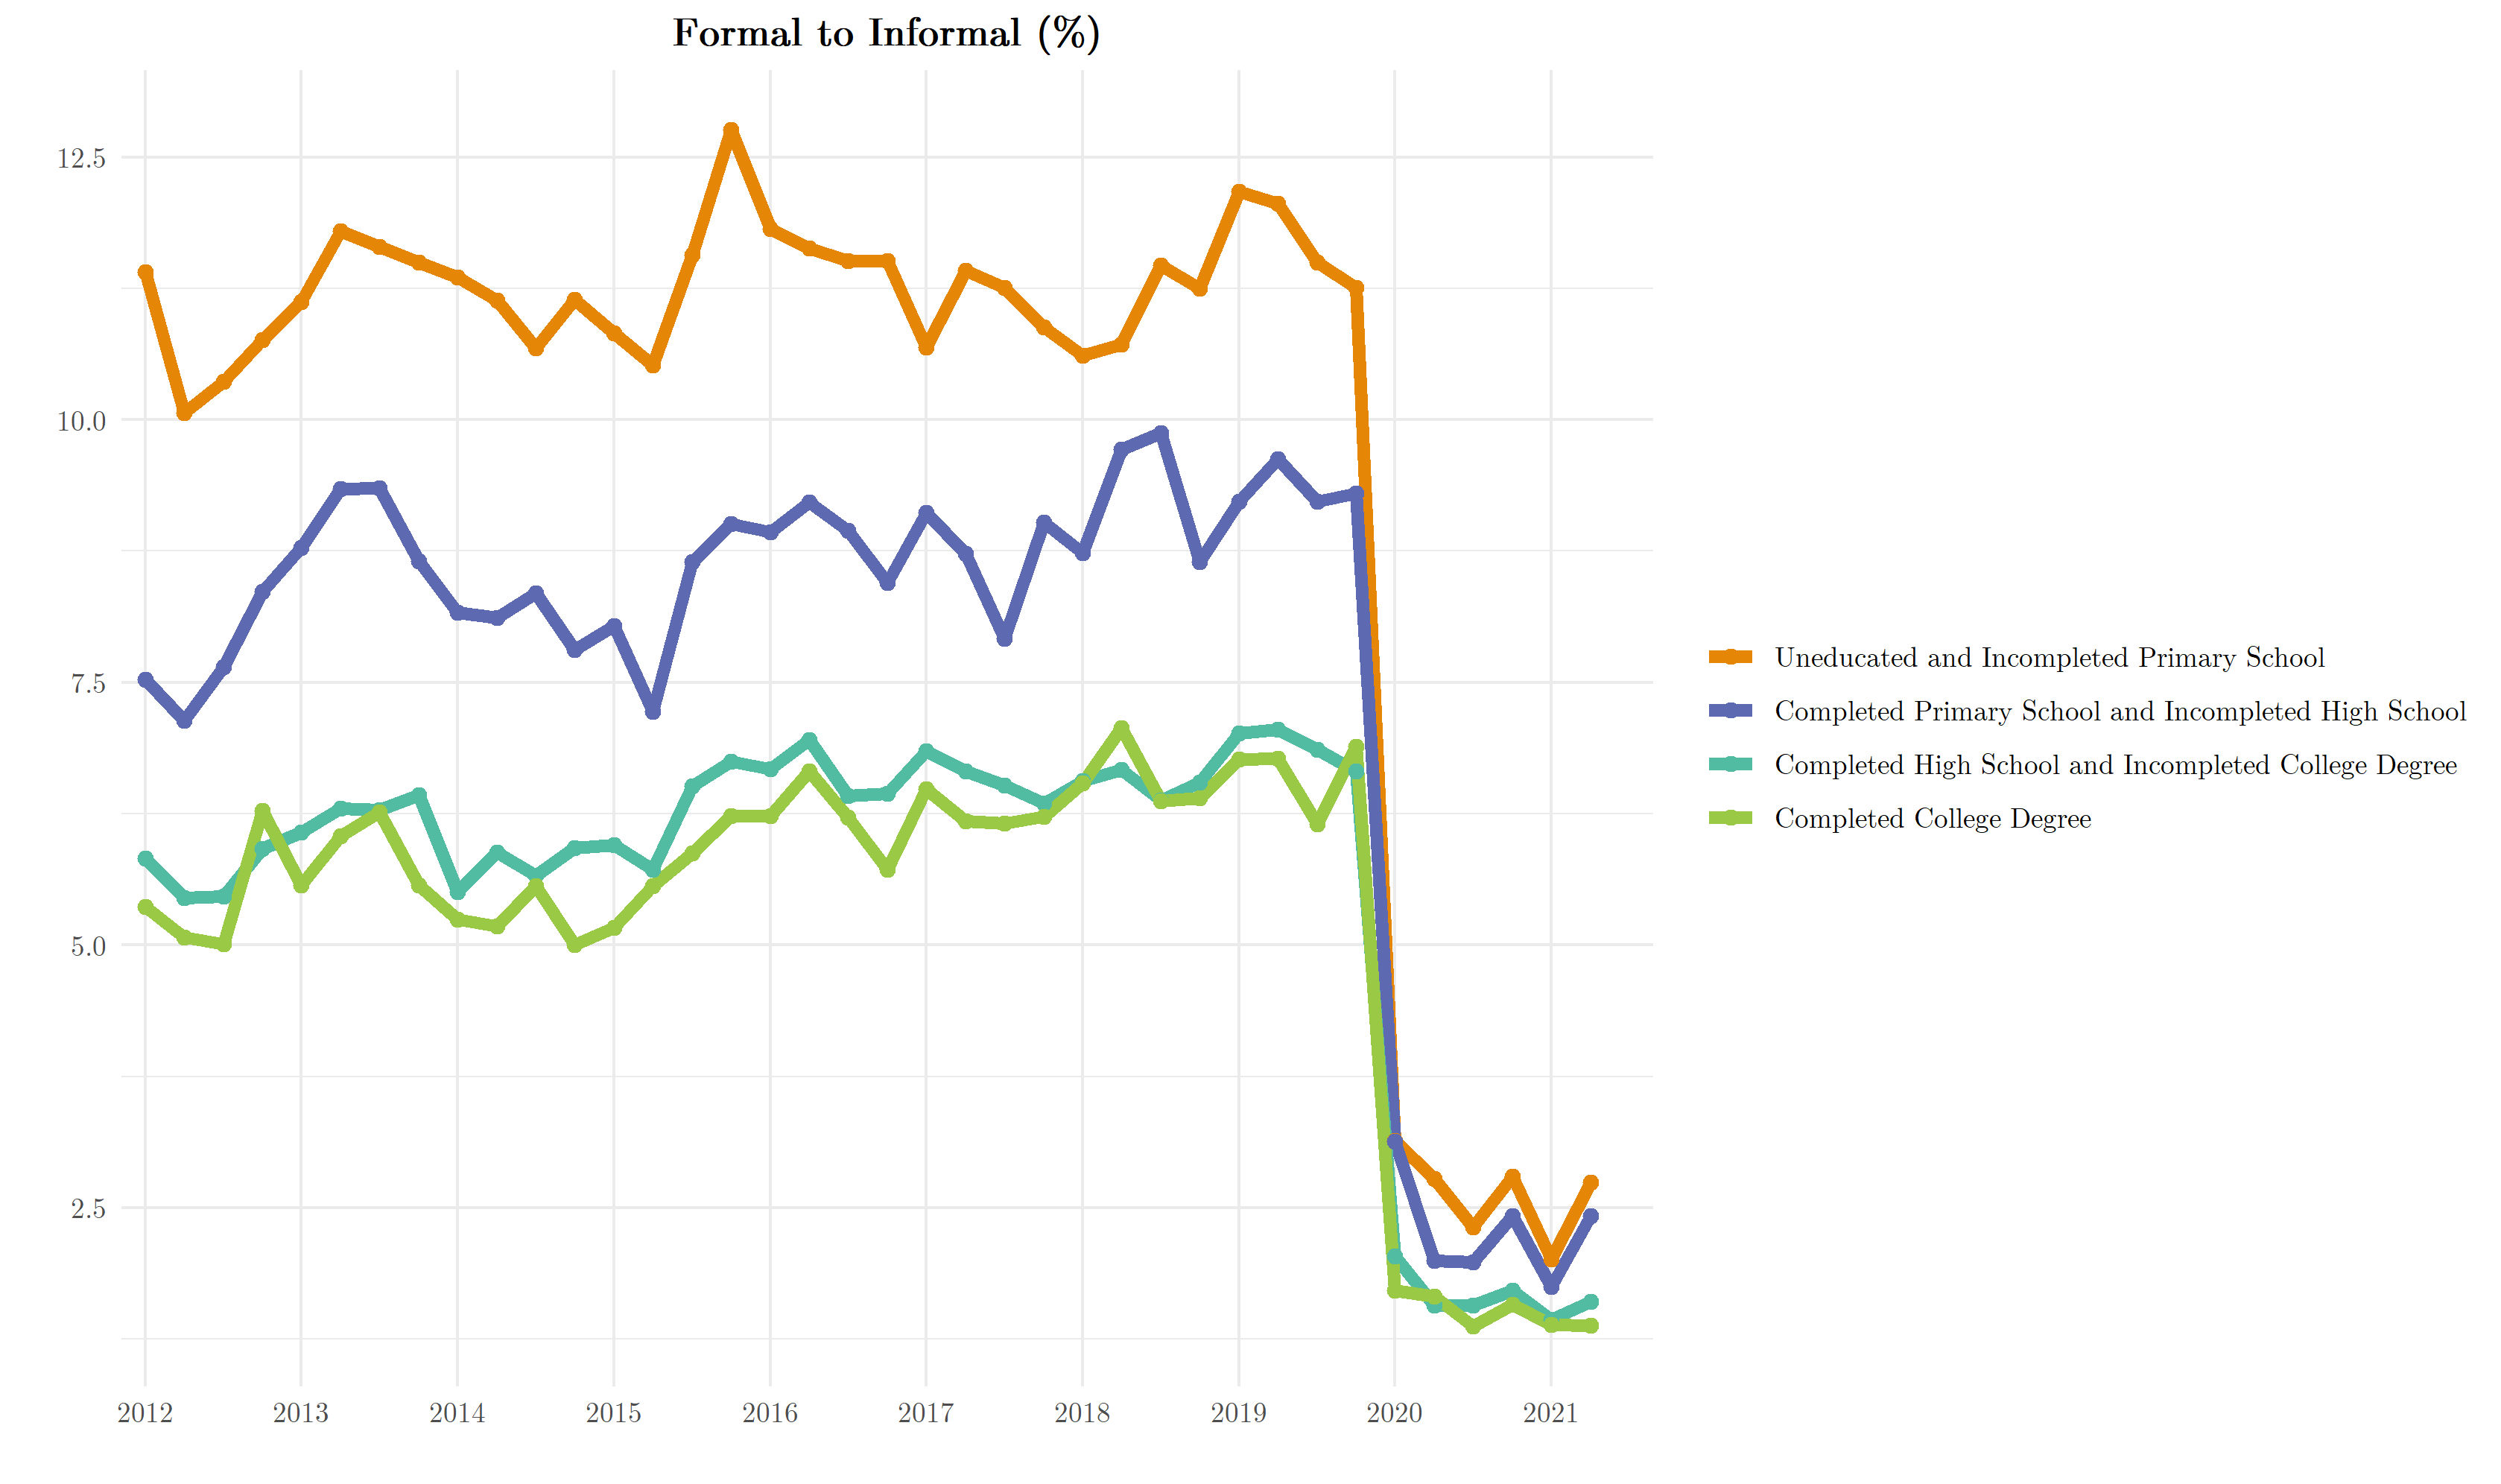 Formal to Informal (%)
12.5
10.0
7.5
5.0
2.5
2012 2013 2014 2015 2016 2017 2018 2019 2020 2021
Uneducated and Incompleted Primary School
Completed Primary School and Incompleted High School
Completed High School and Incompleted College Degree
Completed College Degree